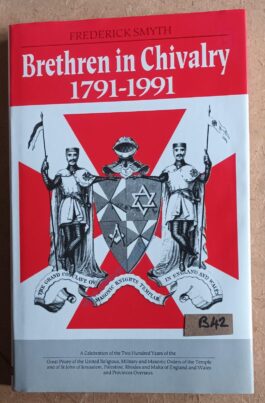 FREDERICK SMYTH
Brethren in Chivalry
1791-1991
THE GRAND CONCLAVE OF
MASONIC KNIGHTS TEMPLAR
IN ENGLAND AND WALES
B42
A Celebration of the Two Hundred Years of the
Great Priory of the United Religious, Military and Masonic Orders of the Temple
and of St John of Jerusalem, Palestine, Rhodes and Malta of England and Wales
and Provinces Overseas